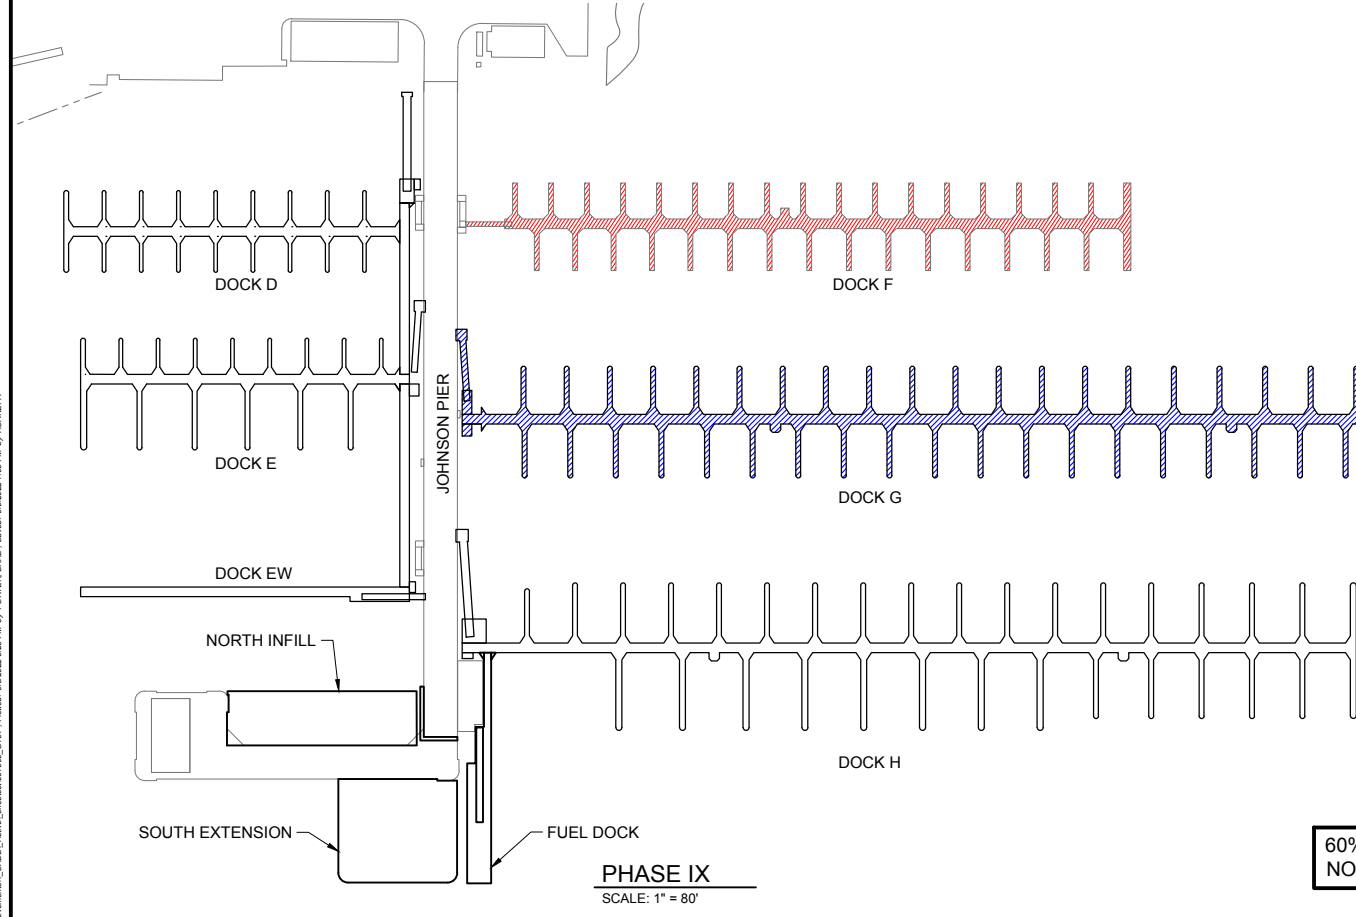 DOCK D
DOCK F
DOCK E
JOHNSON PIER
DOCK G
DOCK EW
NORTH INFILL
DOCK H
SOUTH EXTENSION
FUEL DOCK
PHASE IX
SCALE: 1" = 80'
60%
NO